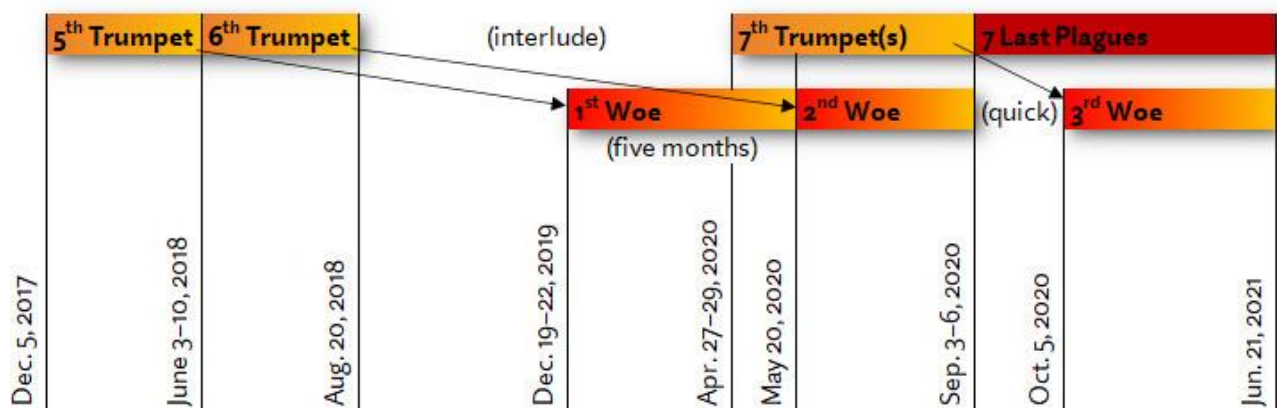 5th Trumpet
6th Trumpet
(interlude)
7th Trumpet(s)
7 Last Plagues
1st Woe
2nd Woe
(quick)
3rd Woe
(five months)
Dec. 5, 2017
June 3–10, 2018
Aug. 20, 2018
Dec. 19–22, 2019
Apr. 27–29, 2020
May 20, 2020
Sep. 3–6, 2020
Oct. 5, 2020
Jun. 21, 2021